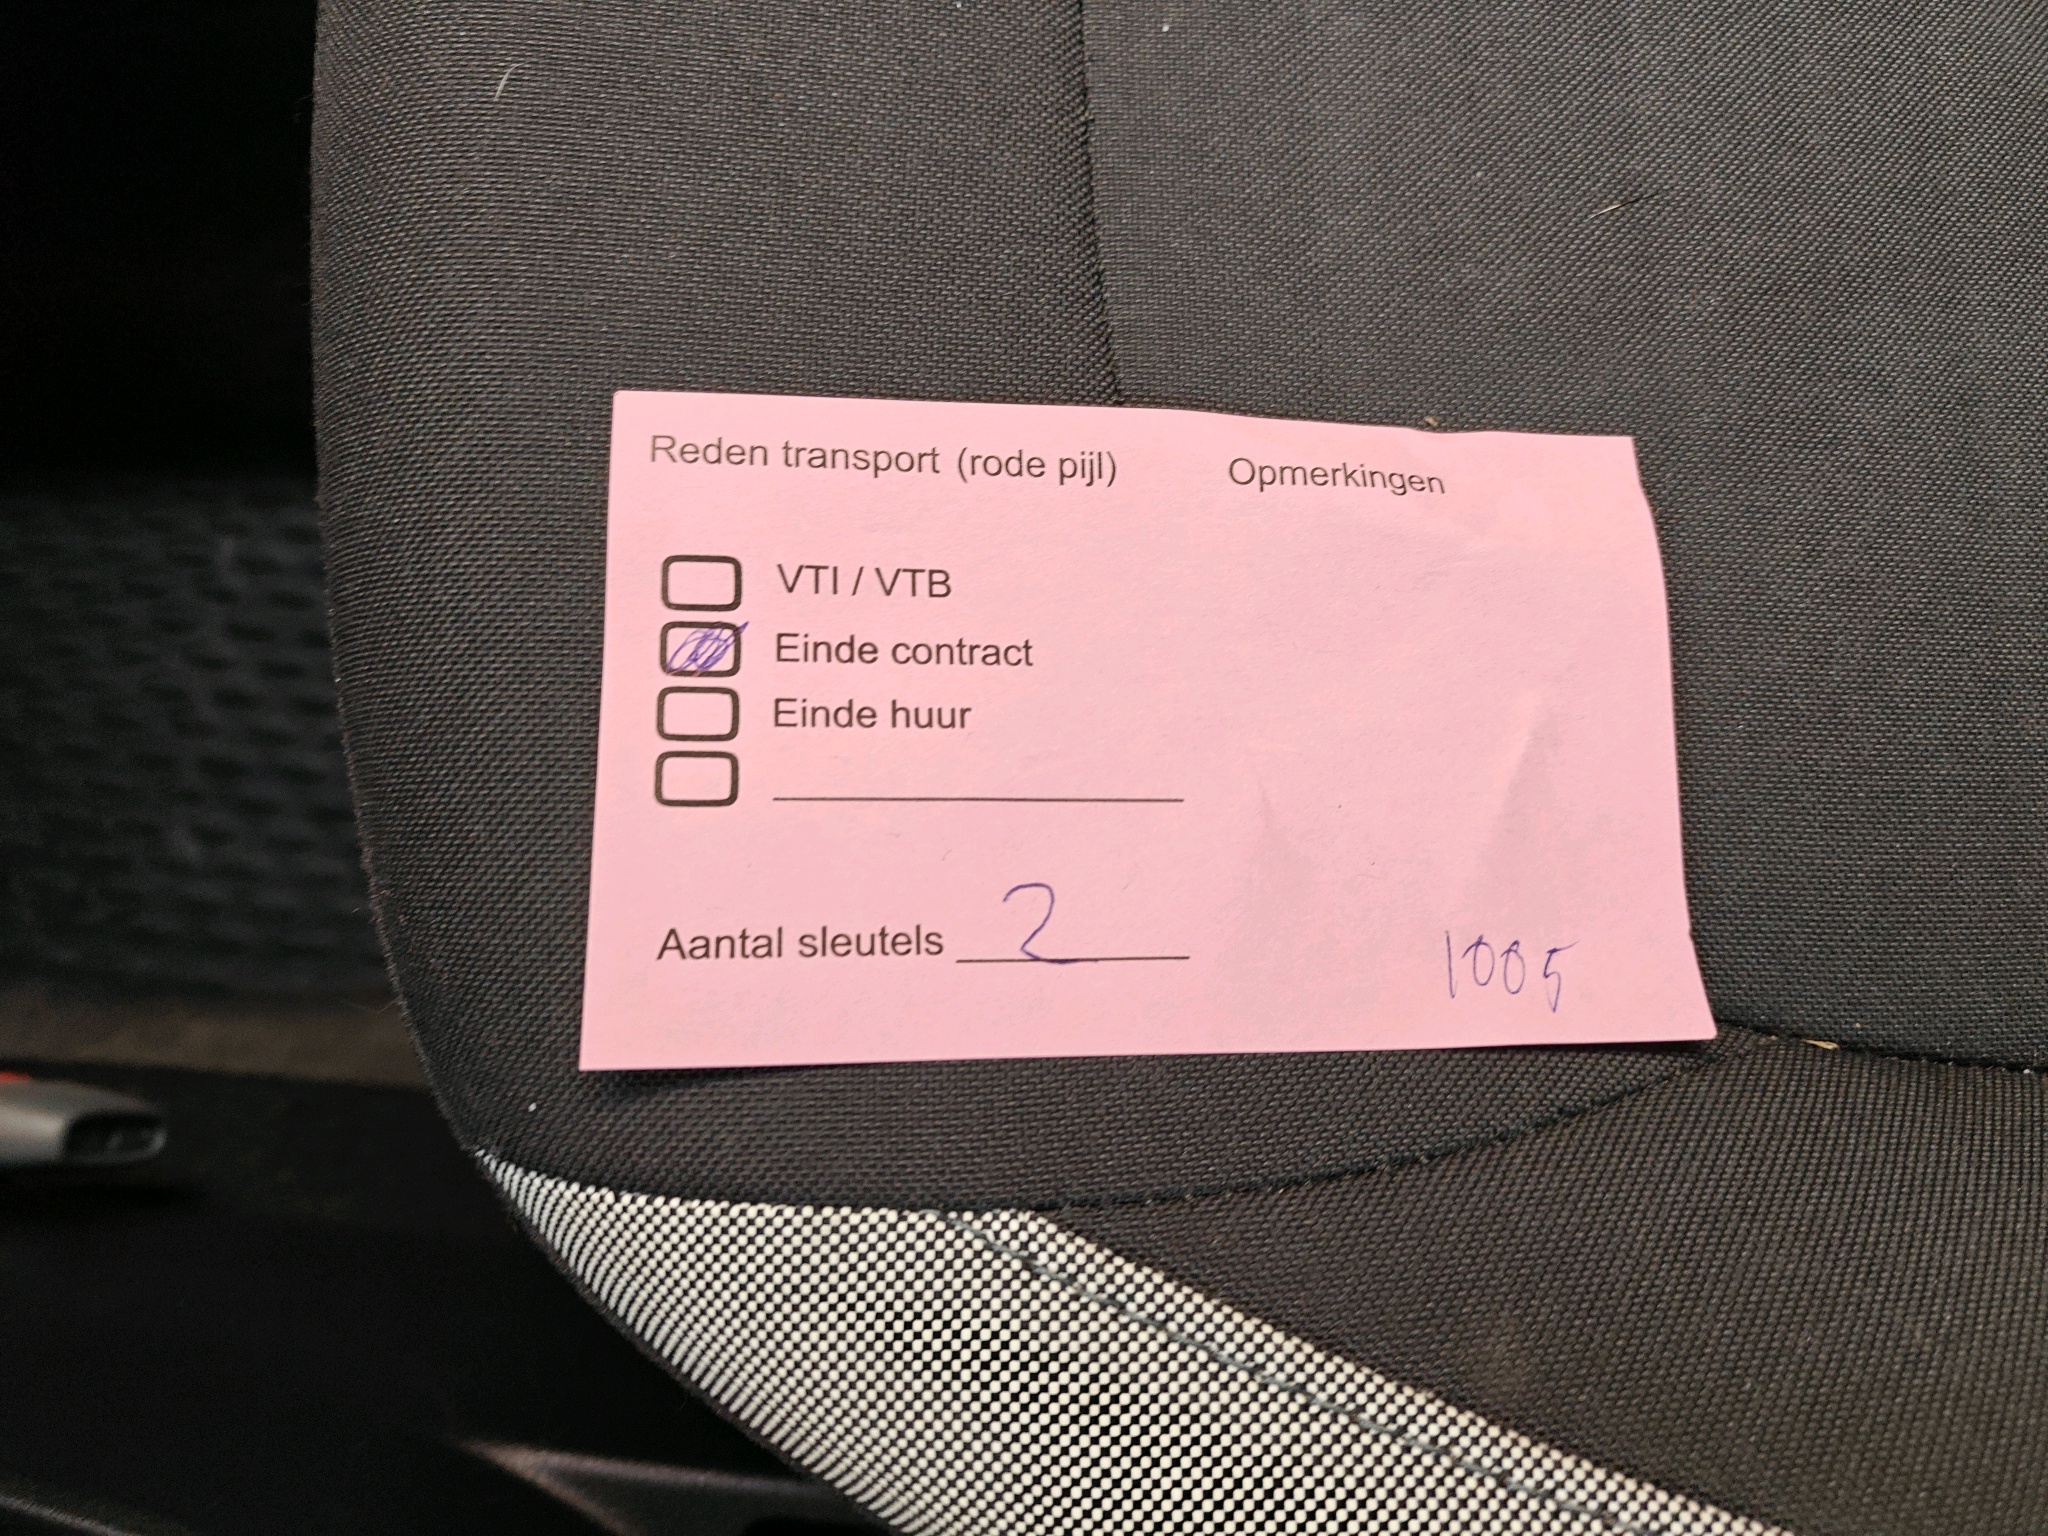 Reden transport (rode pijl)
Opmerkingen
VTI / VTB
Einde contract
Einde huur
Aantal sleutels 2
1005